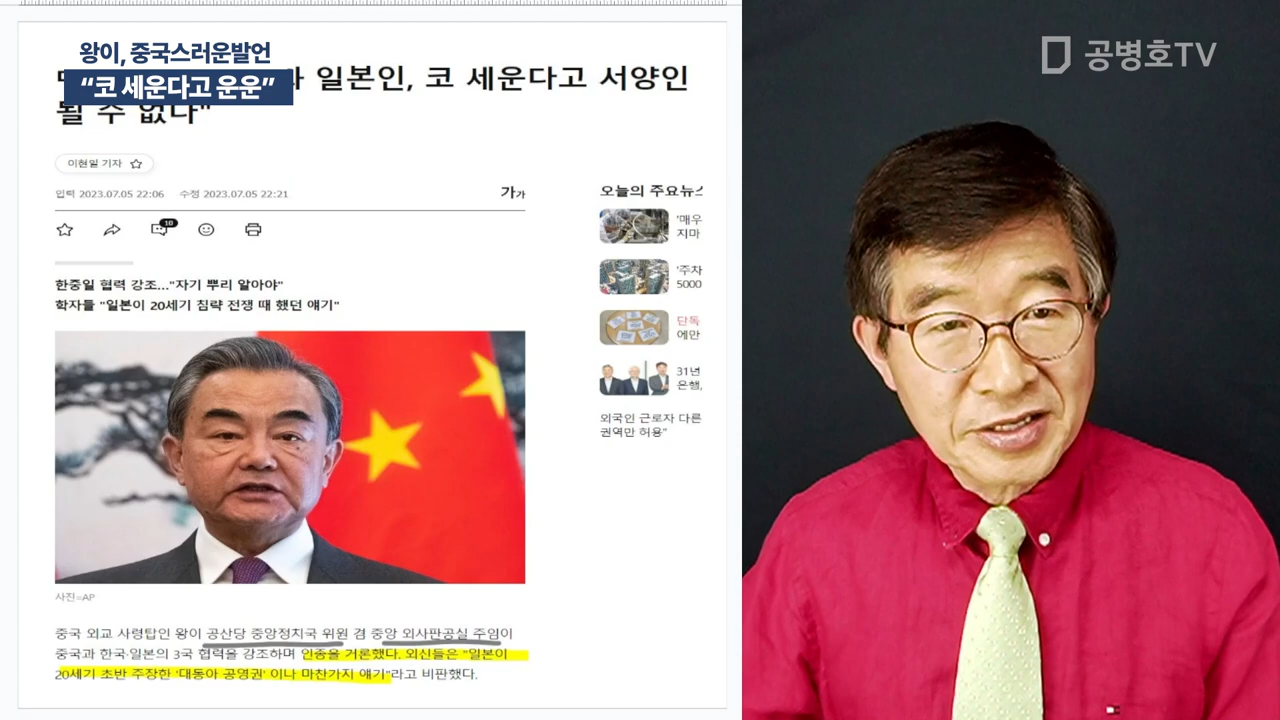 왕이, 중국스러운발언
“코 세운다고 운운”
일본인, 코 세운다고 서양인
될 수 없다"
공병호TV
이현일 기자
입력 2023.07.05 22:06 수정 2023.07.05 22:21
가가
10
한중일 협력 강조..."자기 뿌리 알아야"
학자들 "일본이 20세기 침략 전쟁 때 했던 얘기"
사진=AP
중국 외교 사령탑인 왕이 공산당 중앙정치국 위원 겸 중앙 외사판공실 주임이
중국과 한국·일본의 3국 협력을 강조하며 인종을 거론했다. 외신들은 "일본이
20세기 초반 주장한 '대동아 공영권' 이나 마찬가지 얘기"라고 비판했다.
오늘의 주요뉴스
'매우
지마
'주차
5000
단독
에만
31년
은행,
외국인 근로자 다른
권역만 허용"